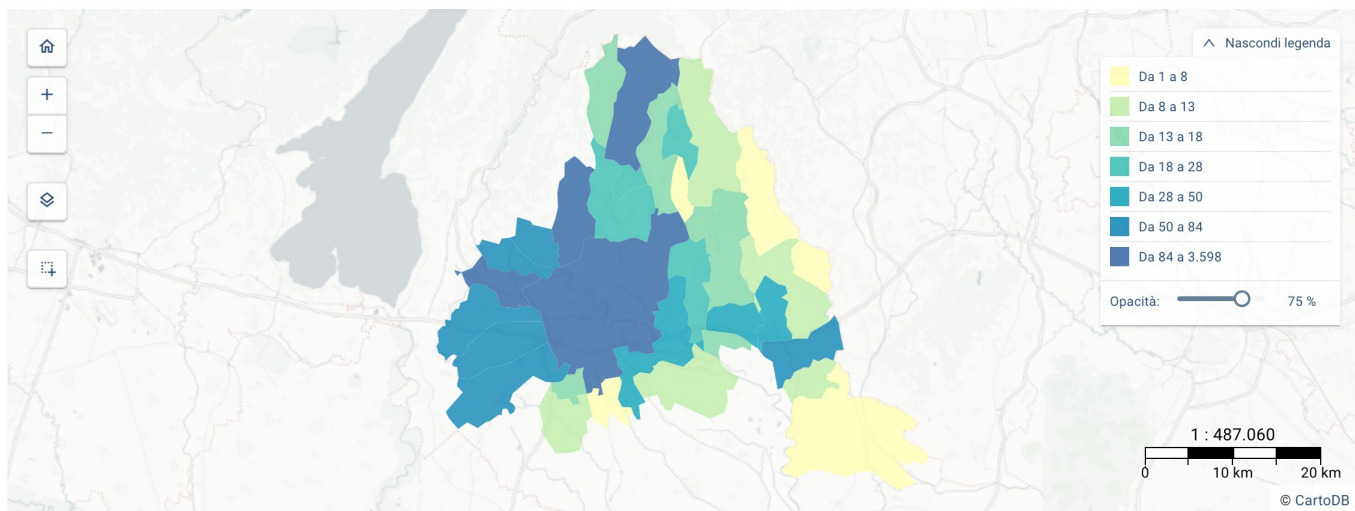 Nascondi legenda
Da 1 a 8
Da 8 a 13
Da 13 a 18
Da 18 a 28
Da 28 a 50
Da 50 a 84
Da 84 a 3.598
Opacità: 75 %
1 : 487.060
0 10 km 20 km
© CartoDB